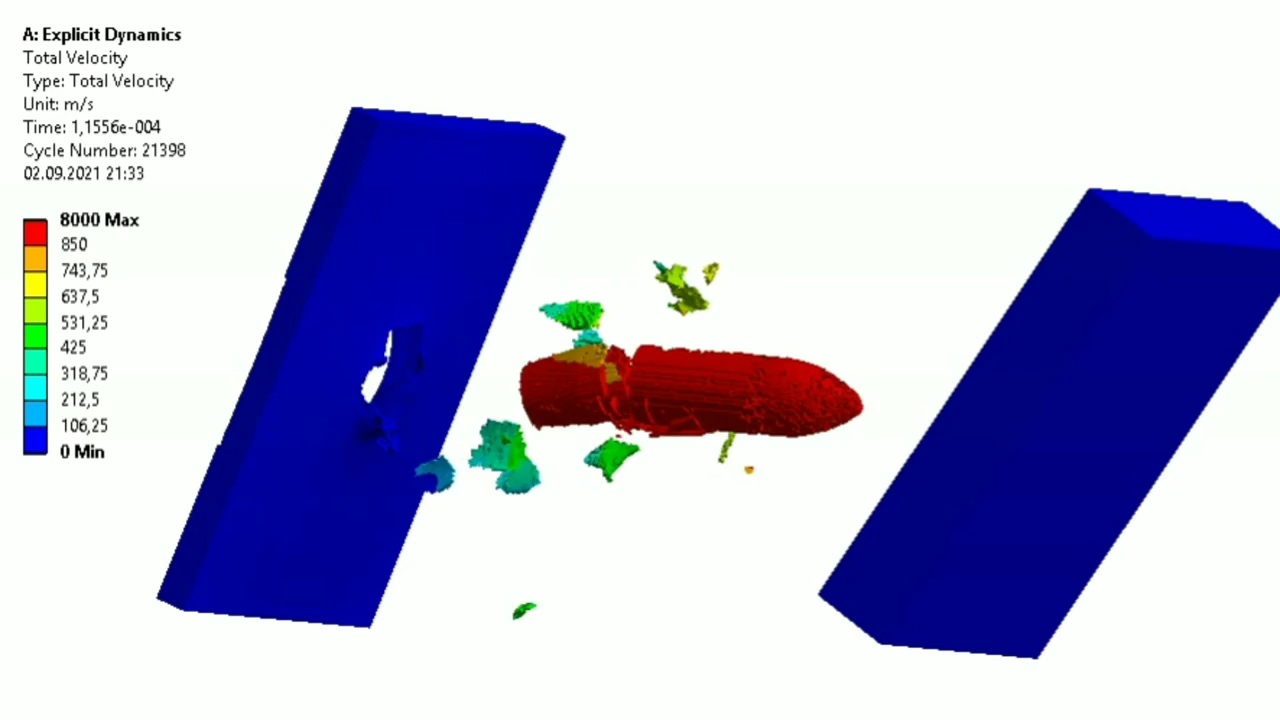 A: Explicit Dynamics
Total Velocity
Type: Total Velocity
Unit: m/s
Time: 1,1556e-004
Cycle Number: 21398
02.09.2021 21:33
8000 Max
850
743,75
637,5
531,25
425
318,75
212,5
106,25
0 Min